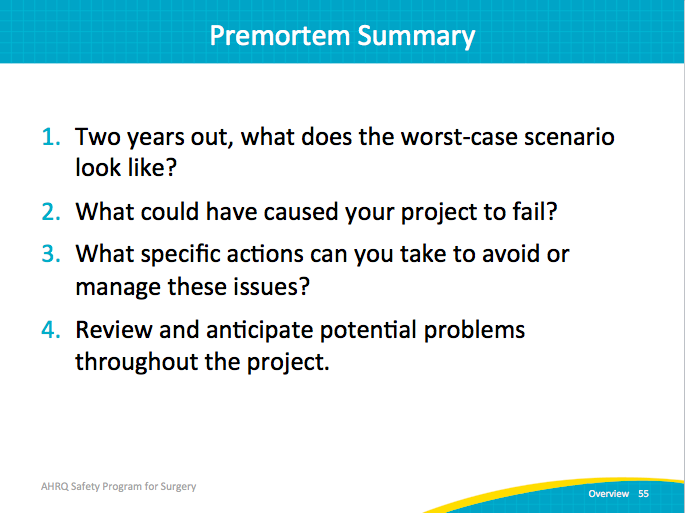 Premortem Summary
1. Two years out, what does the worst-case scenario
look like?
2. What could have caused your project to fail?
3. What specific actions can you take to avoid or
manage these issues?
4. Review and anticipate potential problems
throughout the project.
AHRQ Safety Program for Surgery
Overview 55